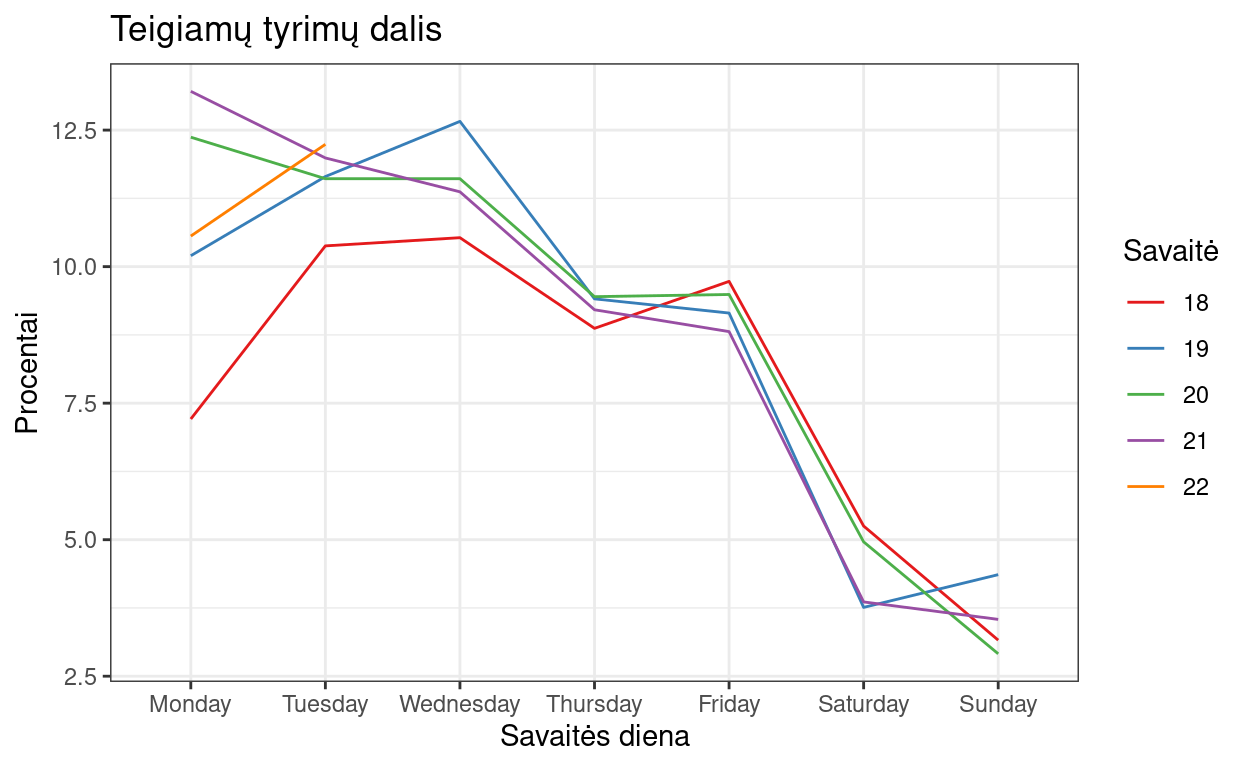 Teigiamų tyrimų dalis
Procentai
12.5
10.0
7.5
5.0
2.5
Monday Tuesday Wednesday Thursday Friday Saturday Sunday
Savaitės diena
Savaitė
18
19
20
21
22